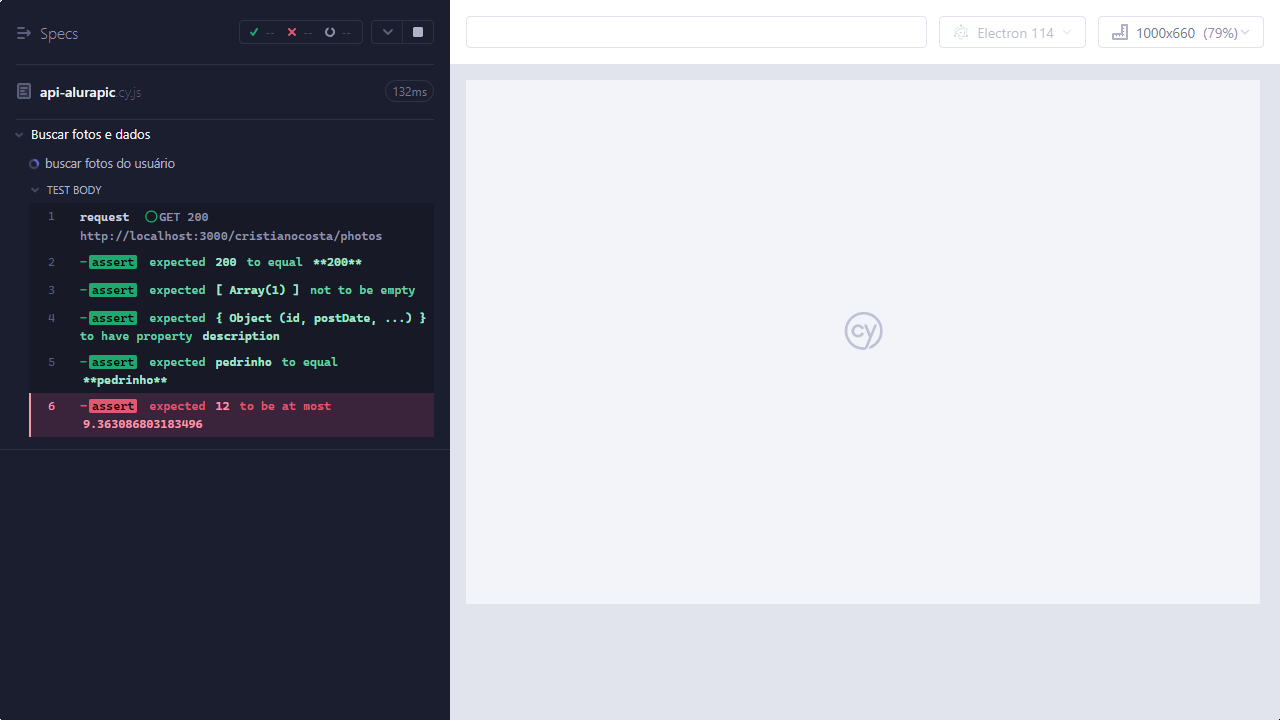 Specs
-- -- --
Electron 114
1000x660 (79%)
api-alurapic.cy.js
132ms
Buscar fotos e dados
buscar fotos do usuário
TEST BODY
1 request GET 200
http://localhost:3000/cristianocosta/photos
2 -assert expected 200 to equal **200**
3 -assert expected [ Array(1) ] not to be empty
4 -assert expected { Object (id, postDate, ...) }
to have property description
5 -assert expected pedrinho to equal
**pedrinho**
6 -assert expected 12 to be at most
9.363086803183496
cy